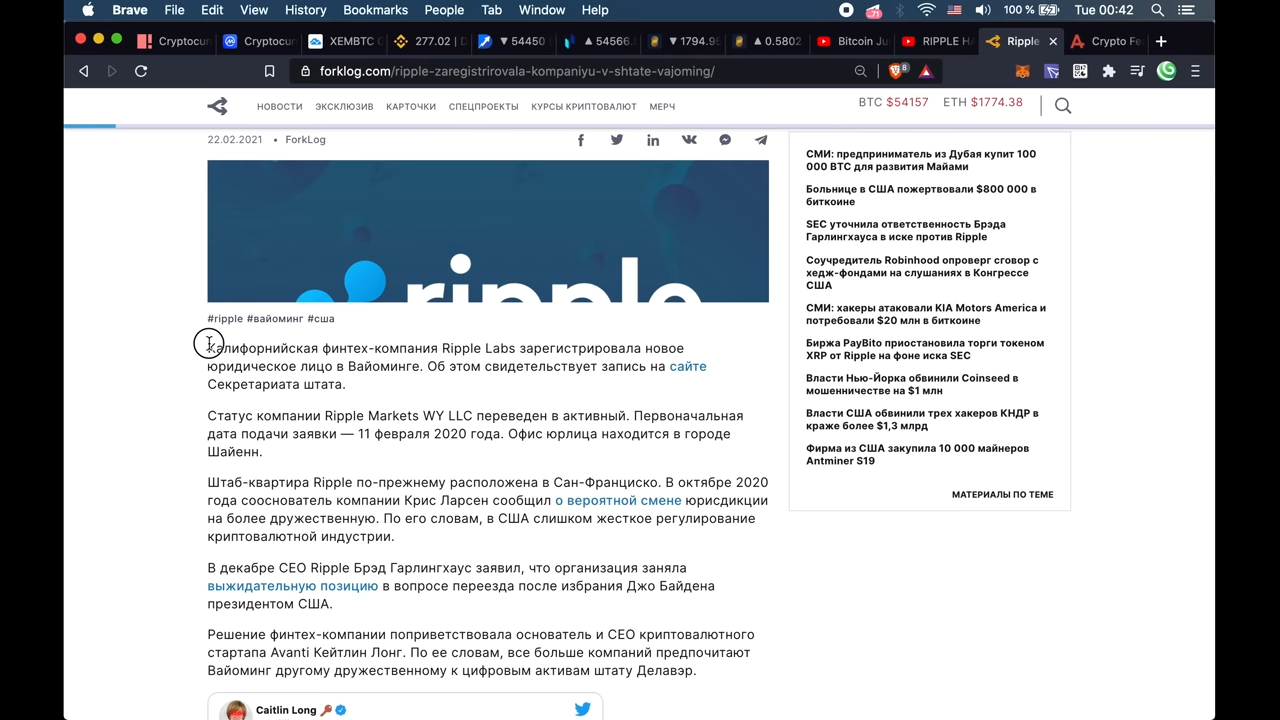 Brave File Edit View History Bookmarks People Tab Window Help
71
100 %
Tue 00:42
Cryptocur
Cryptocur
XEMBTC
277.02 |
▼ 54450
▲ 54566.
▼ 1794.95
▲ 0.5802
Bitcoin Ju
RIPPLE HA
Ripple
Crypto Fe
forklog.com/ripple-zaregistrirovala-kompaniyu-v-shtate-vajoming/
8
НОВОСТИ ЭКСКЛЮЗИВ КАРТОЧКИ СПЕЦПРОЕКТЫ КУРСЫ КРИПТОВАЛЮТ МЕРЧ
BTC $54157 ETH $1774.38
22.02.2021 • ForkLog
ripple
#ripple #вайоминг #сша
Калифорнийская финтех-компания Ripple Labs зарегистрировала новое
юридическое лицо в Вайоминге. Об этом свидетельствует запись на сайте
Секретариата штата.
Статус компании Ripple Markets WY LLC переведен в активный. Первоначальная
дата подачи заявки — 11 февраля 2020 года. Офис юрлица находится в городе
Шайенн.
Штаб-квартира Ripple по-прежнему расположена в Сан-Франциско. В октябре 2020
года сооснователь компании Крис Ларсен сообщил о вероятной смене юрисдикции
на более дружественную. По его словам, в США слишком жесткое регулирование
криптовалютной индустрии.
В декабре CEO Ripple Брэд Гарлингхаус заявил, что организация заняла
выжидательную позицию в вопросе переезда после избрания Джо Байдена
президентом США.
Решение финтех-компании поприветствовала основатель и CEO криптовалютного
стартапа Avanti Кейтлин Лонг. По ее словам, все больше компаний предпочитают
Вайоминг другому дружественному к цифровым активам штату Делавэр.
Caitlin Long
СМИ: предприниматель из Дубая купит 100
000 BTC для развития Майами
Больнице в США пожертвовали $800 000 в
биткоине
SEC уточнила ответственность Брэда
Гарлингхауса в иске против Ripple
Соучредитель Robinhood опроверг сговор с
хедж-фондами на слушаниях в Конгрессе
США
СМИ: хакеры атаковали KIA Motors America и
потребовали $20 млн в биткоине
Биржа PayBito приостановила торги токеном
XRP от Ripple на фоне иска SEC
Власти Нью-Йорка обвинили Coinseed в
мошенничестве на $1 млн
Власти США обвинили трех хакеров КНДР в
краже более $1,3 млрд
Фирма из США закупила 10 000 майнеров
Antminer S19
МАТЕРИАЛЫ ПО ТЕМЕ